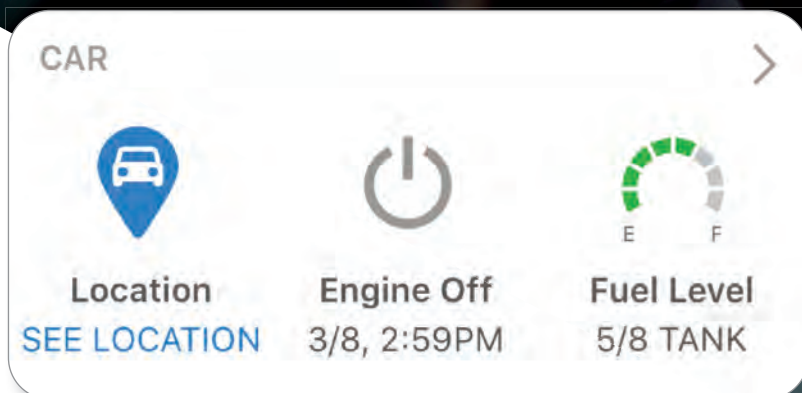 CAR
E F
Location Engine Off Fuel Level
SEE LOCATION 3/8, 2:59PM 5/8 TANK